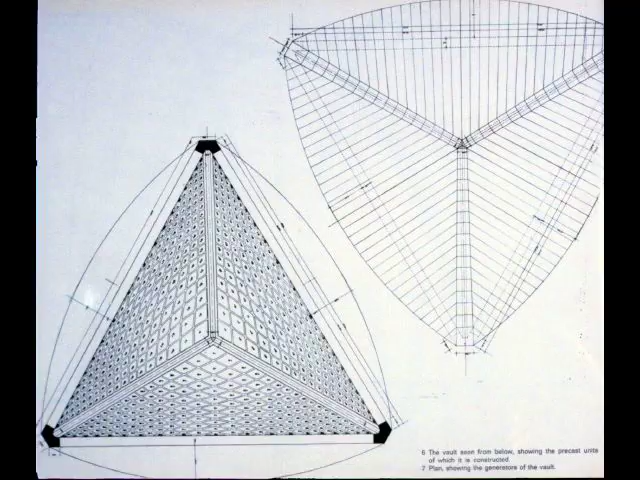 6 The vault seen from below, showing the precast units
of which it is constructed.
7 Plan, showing the generators of the vault.